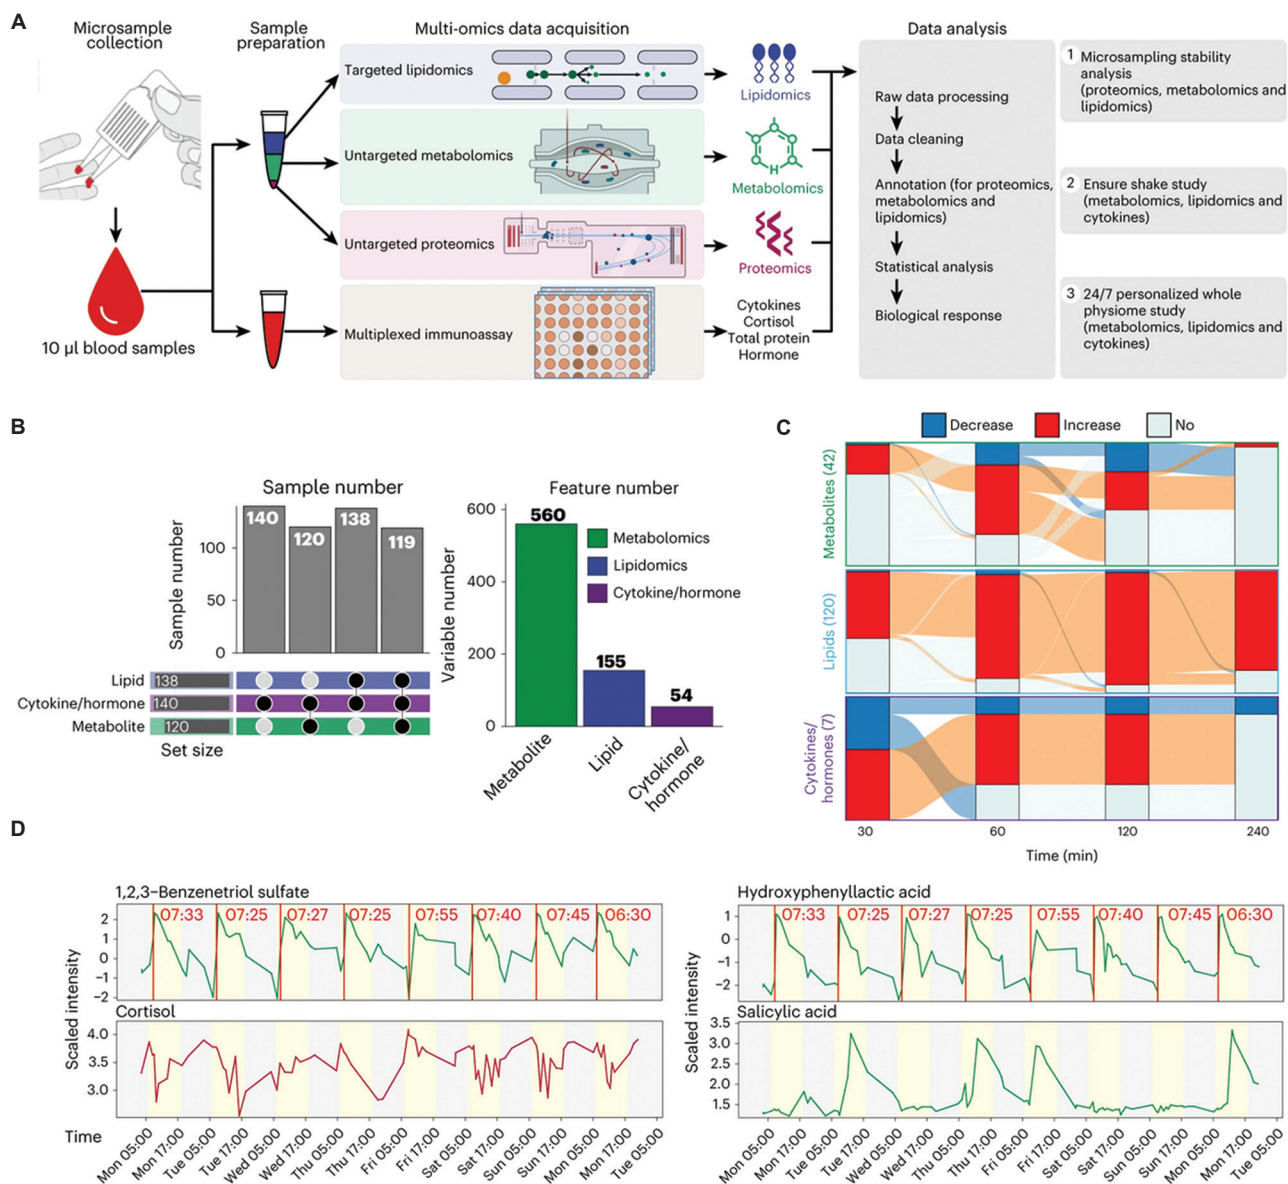 A
Microsample
collection
10 µl blood samples
Sample
preparation
Multi-omics data acquisition
Targeted lipidomics
Untargeted metabolomics
Untargeted proteomics
Multiplexed immunoassay
Lipidomics
H
Metabolomics
Proteomics
Cytokines
Cortisol
Total protein
Hormone
Data analysis
Raw data processing
Data cleaning
Annotation (for proteomics,
metabolomics and
lipidomics)
Statistical analysis
Biological response
1 Microsampling stability
analysis
(proteomics, metabolomics and
lipidomics)
2 Ensure shake study
(metabolomics, lipidomics and
cytokines)
3 24/7 personalized whole
physiome study
(metabolomics, lipidomics and
cytokines)
B
Sample number
Sample number
100
50
0
140
120
138
119
Lipid 138
Cytokine/hormone 140
Metabolite 120
Set size
Feature number
Variable number
600
400
200
0
560
155
54
Metabolomics
Lipidomics
Cytokine/hormone
Metabolite
Lipid
Cytokine/
hormone
C
Decrease Increase No
Metabolites (42)
Lipids (120)
Cytokines/
hormones (7)
30 60 120 240
Time (min)
D
1,2,3–Benzenetriol sulfate
07:33 07:25 07:27 07:25 07:55 07:40 07:45 06:30
2
1
0
−1
−2
Scaled intensity
Cortisol
4.0
3.5
3.0
Time
Mon 05:00 Mon 17:00 Tue 05:00 Tue 17:00 Wed 05:00 Wed 17:00 Thu 05:00 Thu 17:00 Fri 05:00 Fri 17:00 Sat 05:00 Sat 17:00 Sun 05:00 Sun 17:00 Mon 05:00 Mon 17:00 Tue 05:00
Hydroxyphenyllactic acid
07:33 07:25 07:27 07:25 07:55 07:40 07:45 06:30
1
0
−1
−2
Scaled intensity
Salicylic acid
3.5
3.0
2.5
2.0
1.5
Mon 05:00 Mon 17:00 Tue 05:00 Tue 17:00 Wed 05:00 Wed 17:00 Thu 05:00 Thu 17:00 Fri 05:00 Fri 17:00 Sat 05:00 Sat 17:00 Sun 05:00 Sun 17:00 Mon 05:00 Mon 17:00 Tue 05:00